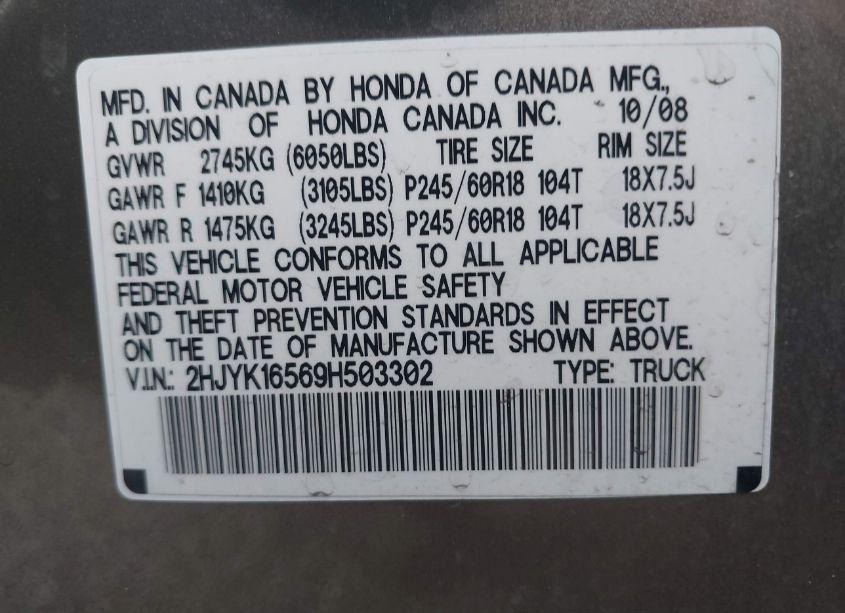 MFD. IN CANADA BY HONDA OF CANADA MFG.,
A DIVISION OF HONDA CANADA INC. 10/08
GVWR 2745KG (6050LBS) TIRE SIZE RIM SIZE
GAWR F 1410KG (3105LBS) P245/60R18 104T 18X7.5J
GAWR R 1475KG (3245LBS) P245/60R18 104T 18X7.5J
THIS VEHICLE CONFORMS TO ALL APPLICABLE
FEDERAL MOTOR VEHICLE SAFETY
AND THEFT PREVENTION STANDARDS IN EFFECT
ON THE DATE OF MANUFACTURE SHOWN ABOVE.
V.I.N.: 2HJYK16569H503302 TYPE: TRUCK